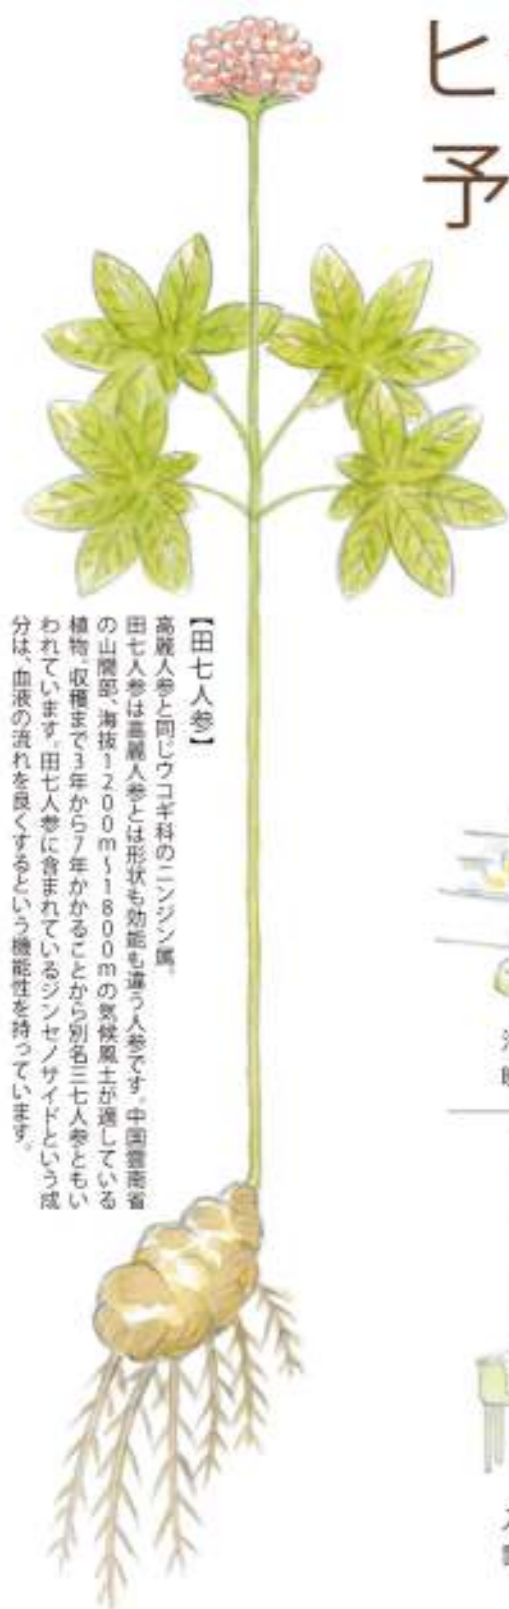 ヒ
予
【田七人参】
高麗人参と同じウコギ科のニンジン属。
田七人参は高麗人参とは形状も効能も違う人参です。中国雲南省
の山間部、海抜1200m〜1800mの気候風土が適している
植物。収穫まで3年から7年かかることから別名三七人参ともい
われています。田七人参に含まれているジンセノサイドという成
分は、血液の流れを良くするという機能性を持っています。